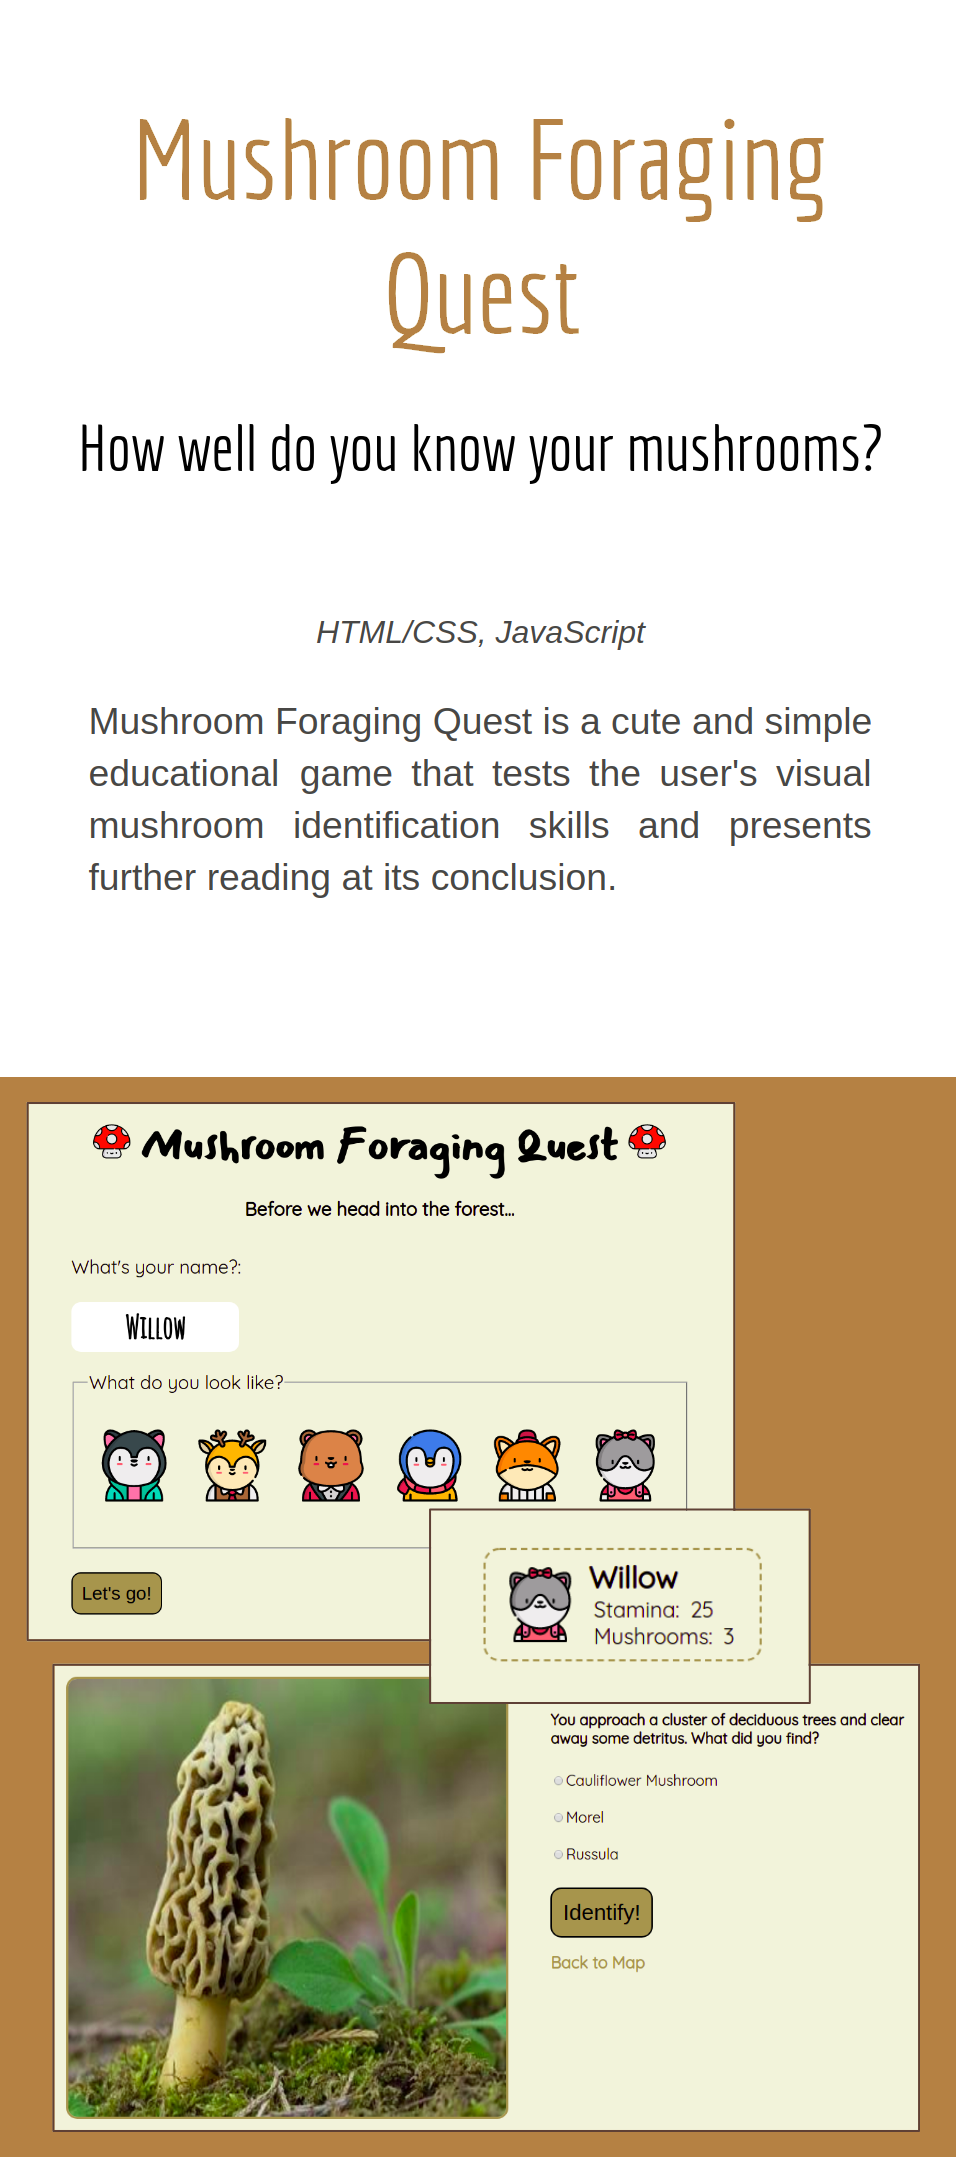 Mushroom Foraging
Quest
How well do you know your mushrooms?
HTML/CSS, JavaScript
Mushroom Foraging Quest is a cute and simple
educational game that tests the user's visual
mushroom identification skills and presents
further reading at its conclusion.
Mushroom Foraging Quest
Before we head into the forest...
What's your name?:
Willow
What do you look like?
Let's go!
Willow
Stamina: 25
Mushrooms: 3
You approach a cluster of deciduous trees and clear
away some detritus. What did you find?
Cauliflower Mushroom
Morel
Russula
Identify!
Back to Map